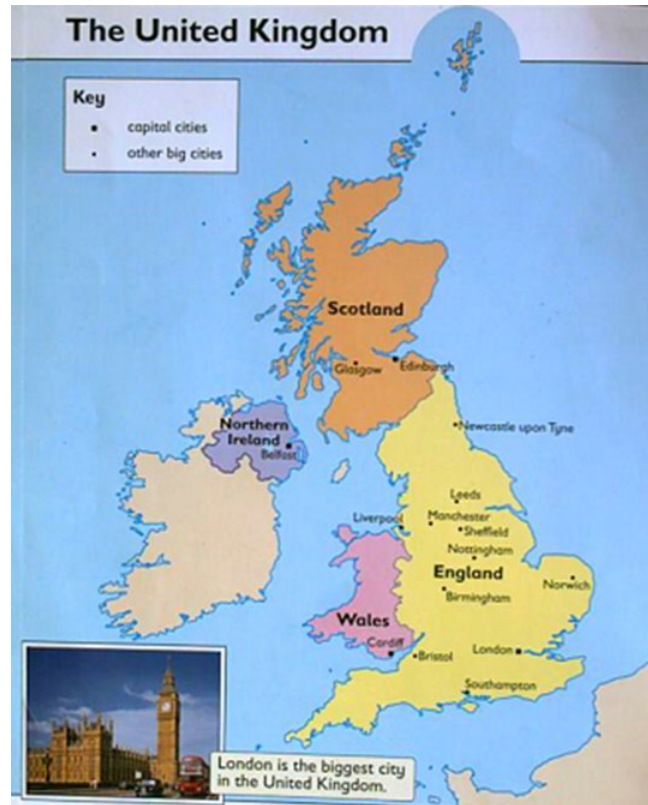 The United Kingdom
Key
capital cities
other big cities
Scotland
Glasgow
Edinburgh
Northern
Ireland
Belfast
Newcastle upon Tyne
Leeds
Liverpool
Manchester
Sheffield
Nottingham
England
Norwich
Birmingham
Wales
Cardiff
Bristol
London
Southampton
London is the biggest city
in the United Kingdom.